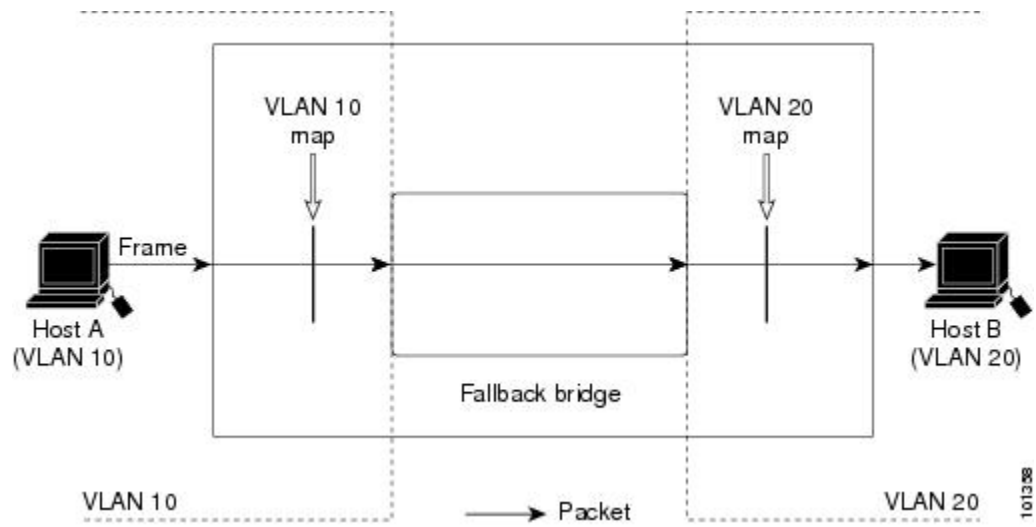 VLAN 10
map
VLAN 20
map
Frame
Host A
(VLAN 10)
Host B
(VLAN 20)
Fallback bridge
VLAN 10
Packet
VLAN 20
101358